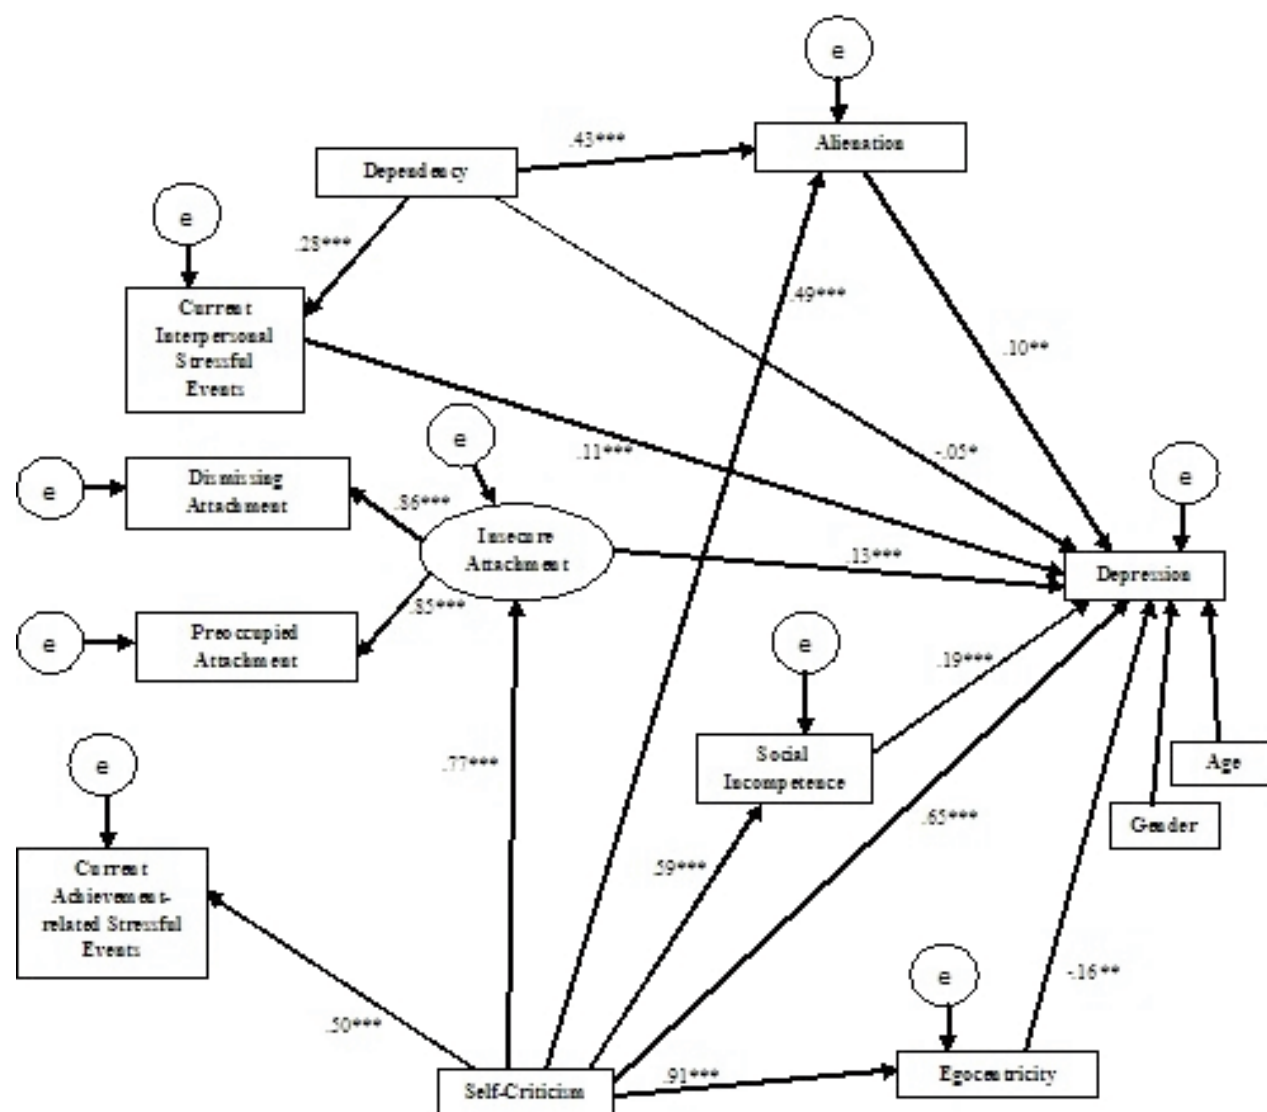 e
Alienation
.43***
Dependency
e
.28***
.49***
Current
Interpersonal
Stressful
Events
.10**
e
.11***
-.05*
e
Dismissing
Attachment
.86***
e
Insecure
Attachment
.13***
Depression
.85***
e
Preoccupied
Attachment
e
.19***
e
.77***
Social
Incompetence
Age
.65***
Gender
Current
Achievement-
related Stressful
Events
.59***
e
-.16**
.50***
.91***
Egocentricity
Self-Criticism